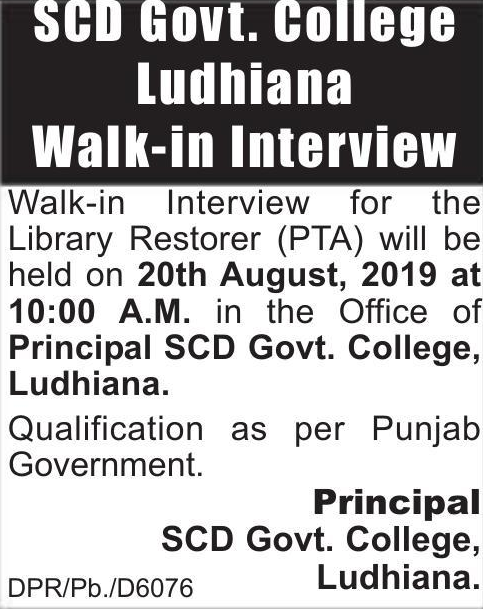 SCD Govt. College
Ludhiana
Walk-in Interview
Walk-in Interview for the
Library Restorer (PTA) will be
held on 20th August, 2019 at
10:00 A.M. in the Office of
Principal SCD Govt. College,
Ludhiana.
Qualification as per Punjab
Government.
Principal
SCD Govt. College,
Ludhiana.
DPR/Pb./D6076